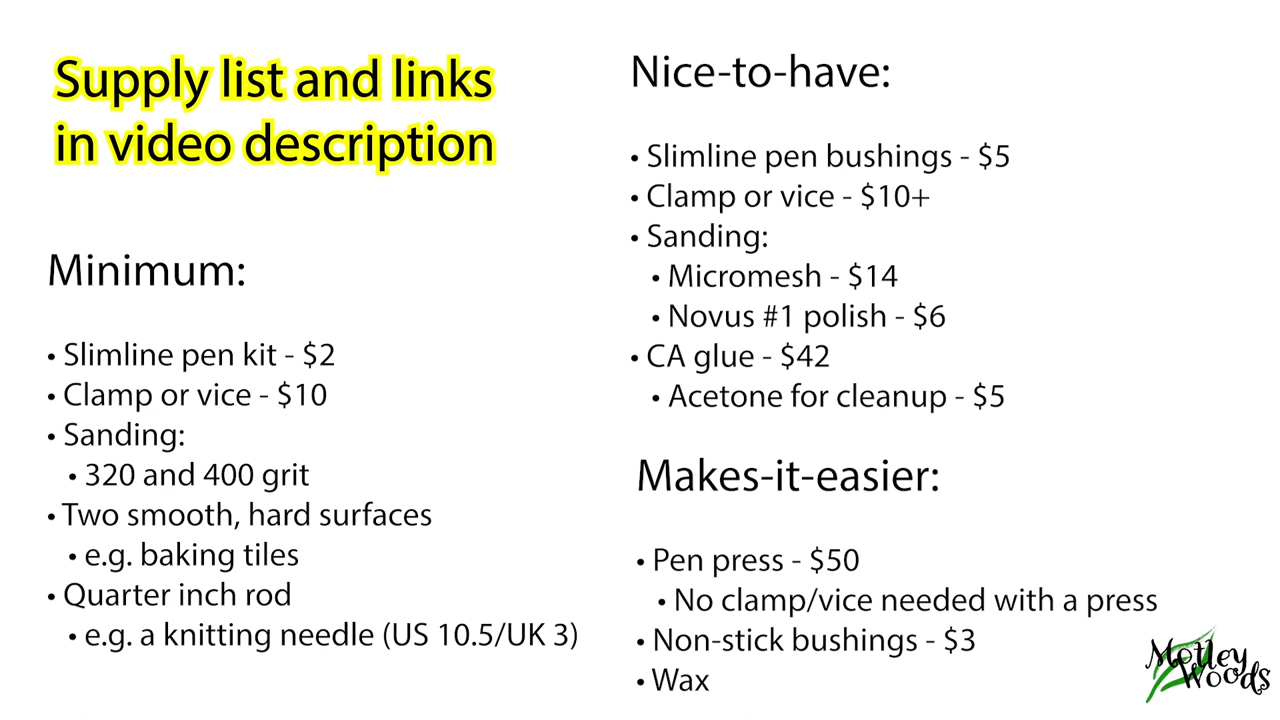 Supply list and links
in video description
Minimum:
• Slimline pen kit - $2
• Clamp or vice - $10
• Sanding:
• 320 and 400 grit
• Two smooth, hard surfaces
• e.g. baking tiles
• Quarter inch rod
• e.g. a knitting needle (US 10.5/UK 3)
Nice-to-have:
• Slimline pen bushings - $5
• Clamp or vice - $10+
• Sanding:
• Micromesh - $14
• Novus #1 polish - $6
• CA glue - $42
• Acetone for cleanup - $5
Makes-it-easier:
• Pen press - $50
• No clamp/vice needed with a press
• Non-stick bushings - $3
• Wax
Motley
Woods